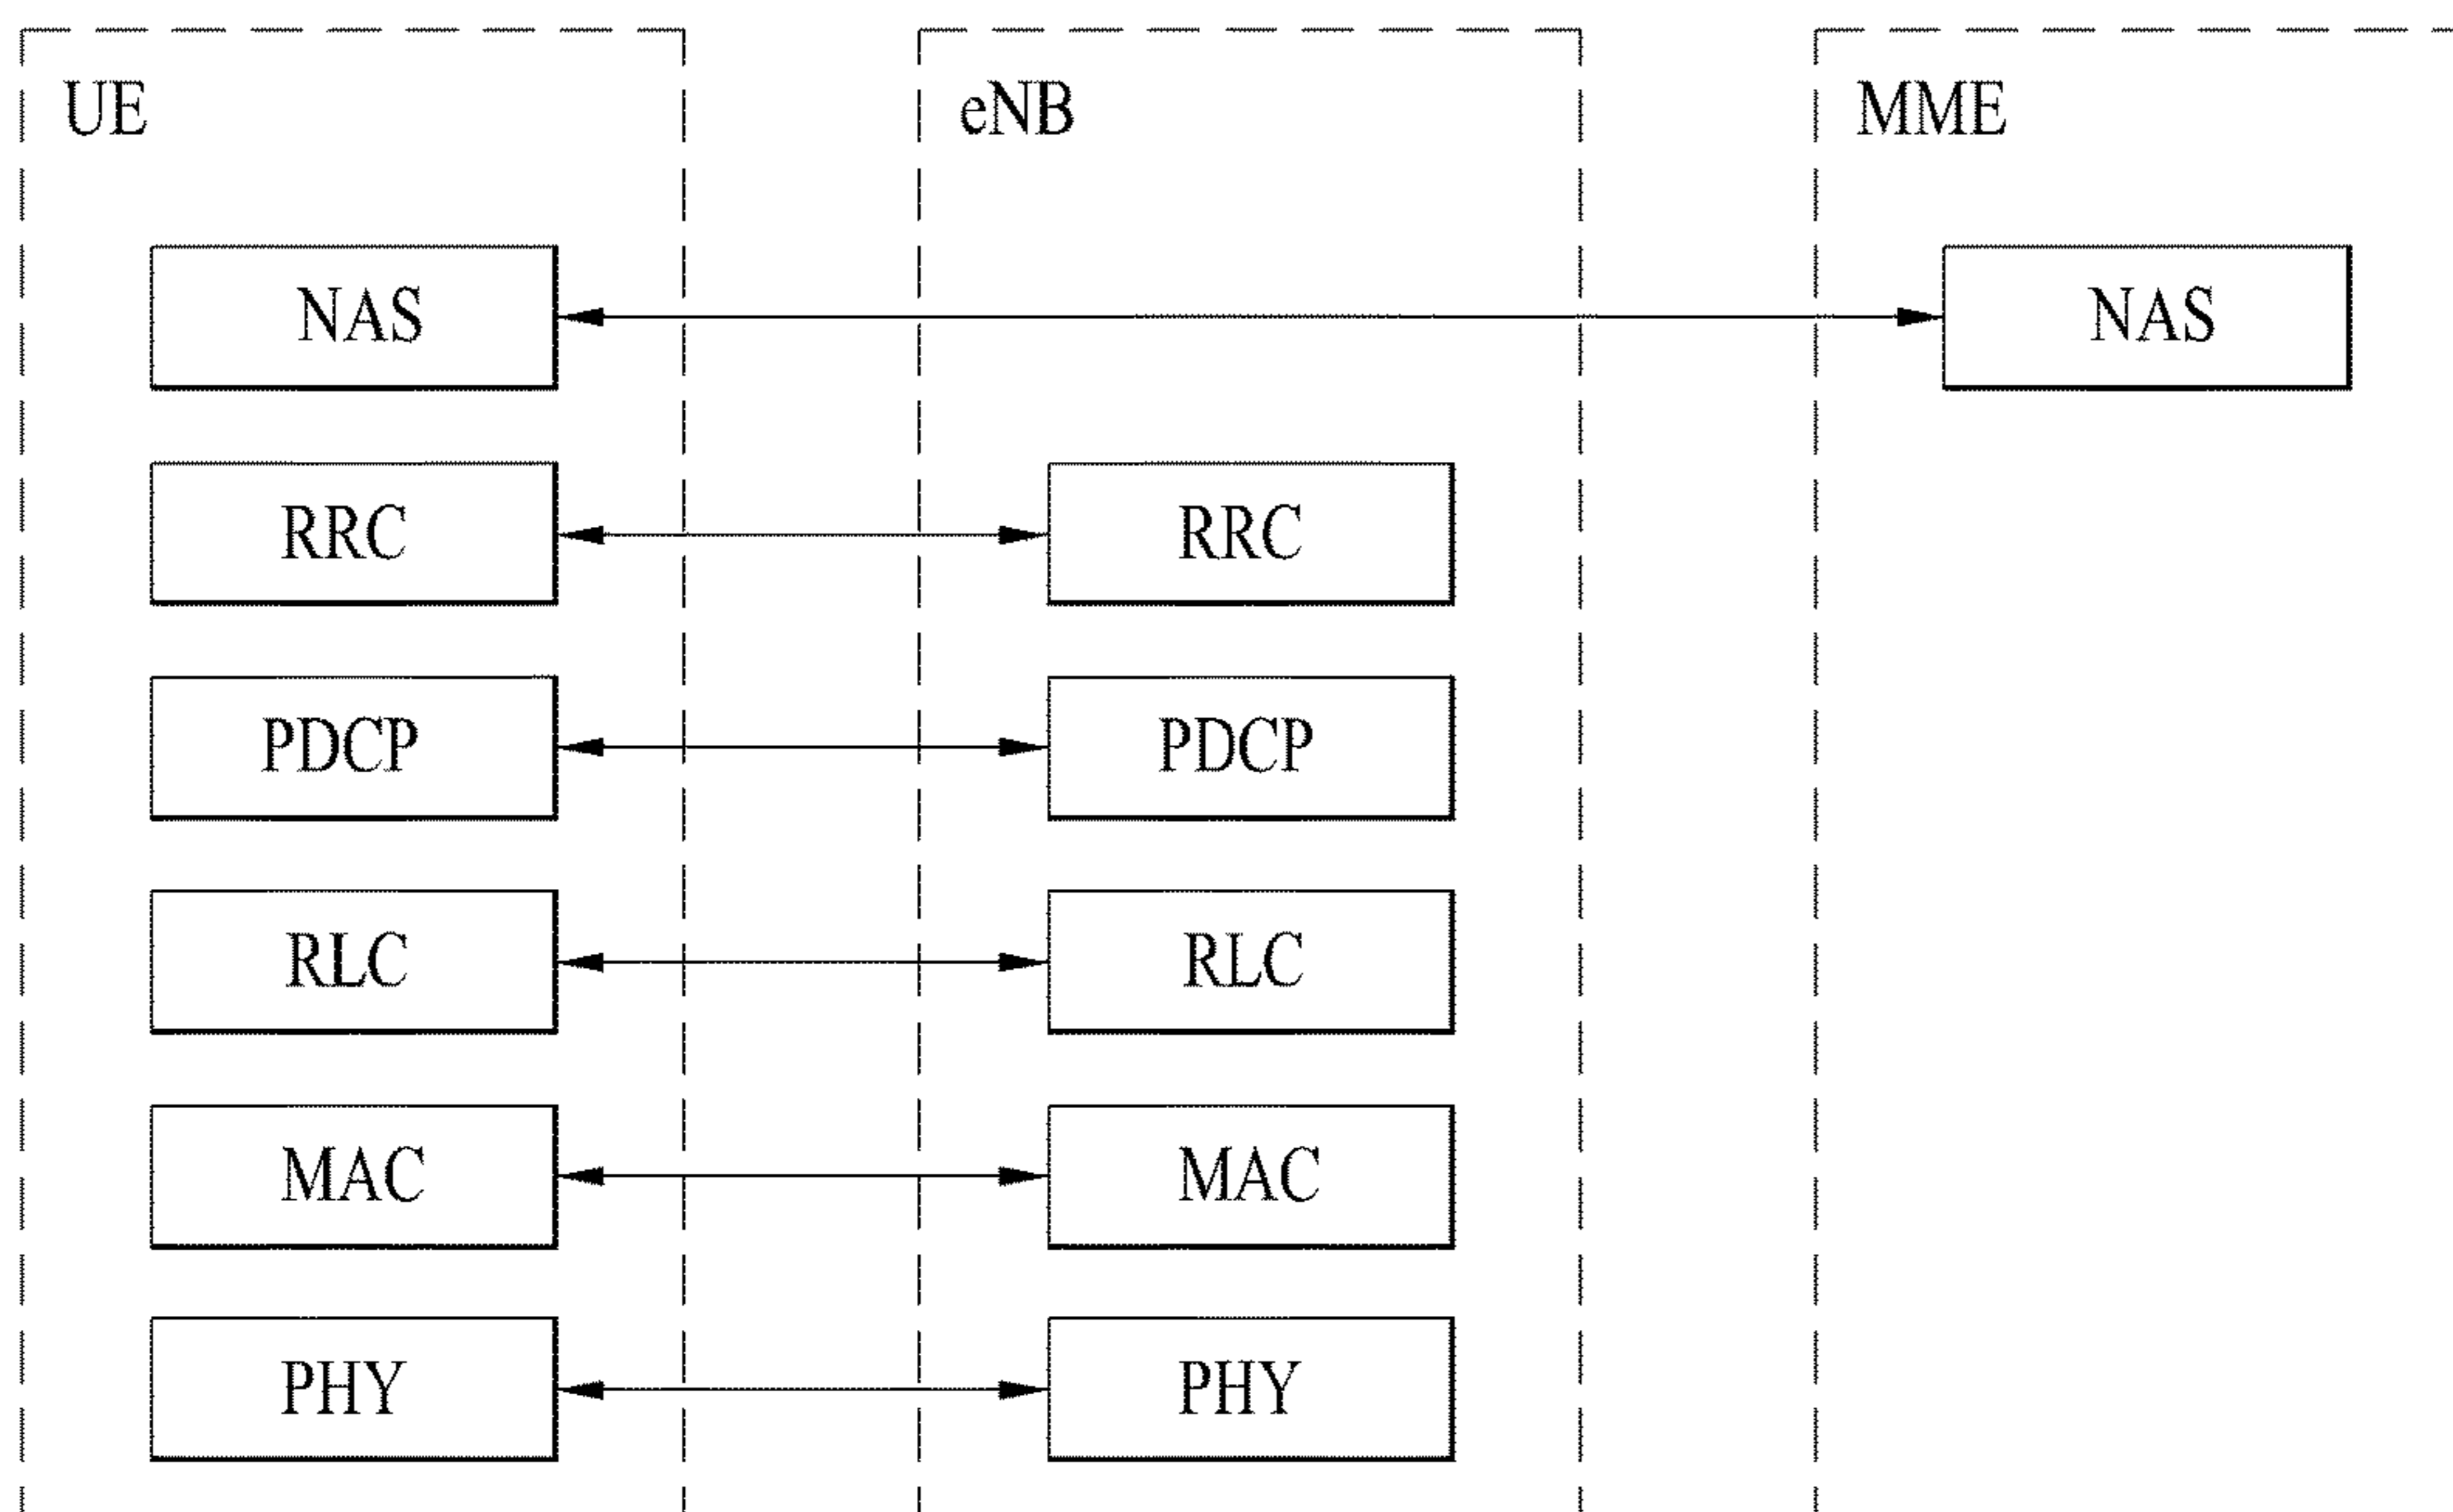 UE eNB MME
NAS NAS
RRC RRC
PDCP PDCP
RLC RLC
MAC MAC
PHY PHY